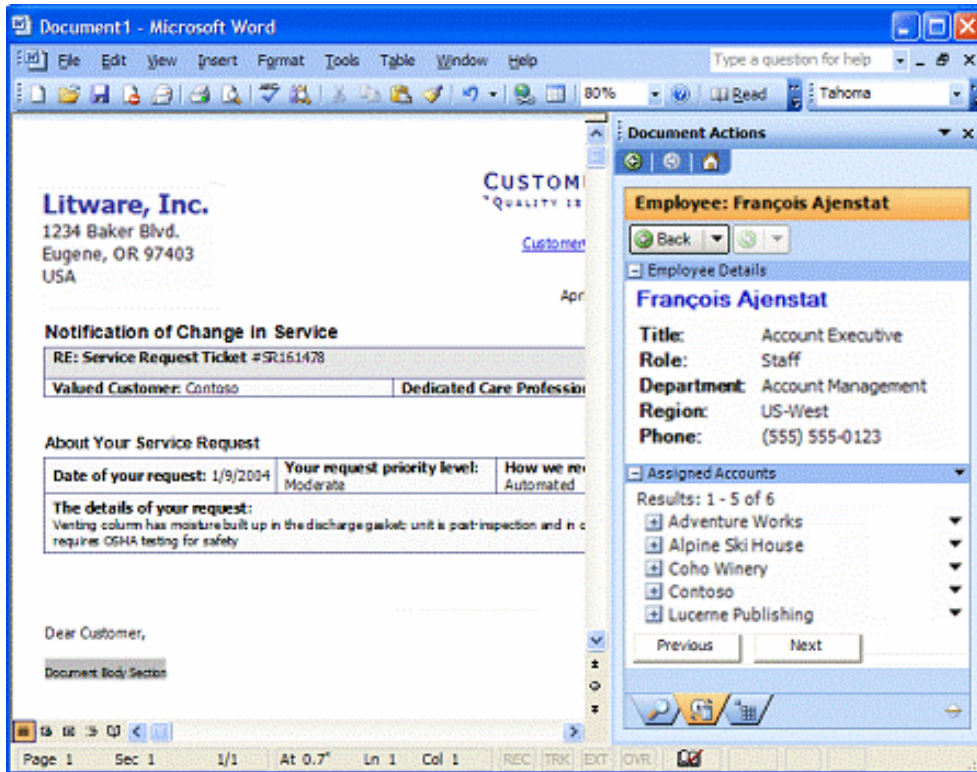 Document1 - Microsoft Word
File Edit View Insert Format Tools Table Window Help Type a question for help
80% Read Tahoma
Litware, Inc.
1234 Baker Blvd.
Eugene, OR 97403
USA
CUSTOM
"QUALITY IS
Customer
Apr
Notification of Change in Service
RE: Service Request Ticket #SR161478
Valued Customer: Contoso Dedicated Care Profession
About Your Service Request
Date of your request: 1/9/2004 Your request priority level: Moderate How we re Automated
The details of your request:
Venting column has moisture built up in the discharge gasket; unit is post-inspection and in c
requires OSHA testing for safety
Dear Customer,
Document Body Section
Document Actions
Employee: François Ajenstat
Back
Employee Details
François Ajenstat
Title: Account Executive
Role: Staff
Department: Account Management
Region: US-West
Phone: (555) 555-0123
Assigned Accounts
Results: 1 - 5 of 6
Adventure Works
Alpine Ski House
Coho Winery
Contoso
Lucerne Publishing
Previous Next
Page 1 Sec 1 1/1 At 0.7" Ln 1 Col 1 REC TRK EXT OVR